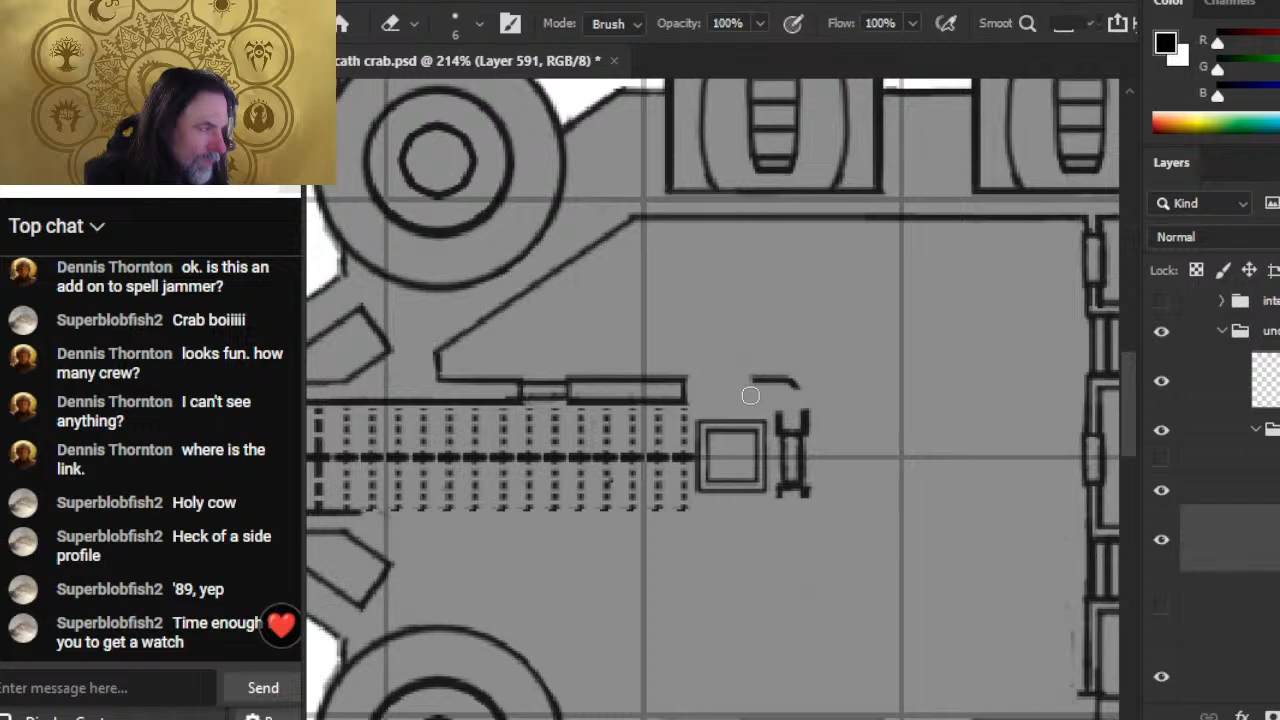 6
Mode:
Brush
Opacity:
100%
Flow:
100%
Smoot
Color
Channels
cath crab.psd @ 214% (Layer 591, RGB/8) *
R
G
B
Layers
Kind
Normal
Lock:
Top chat
Dennis Thornton ok. is this an
add on to spell jammer?
Superblobfish2 Crab boiiiii
Dennis Thornton looks fun. how
many crew?
Dennis Thornton I can't see
anything?
Dennis Thornton where is the
link.
Superblobfish2 Holy cow
Superblobfish2 Heck of a side
profile
Superblobfish2 '89, yep
Superblobfish2 Time enough
you to get a watch
Enter message here...
Send
fx